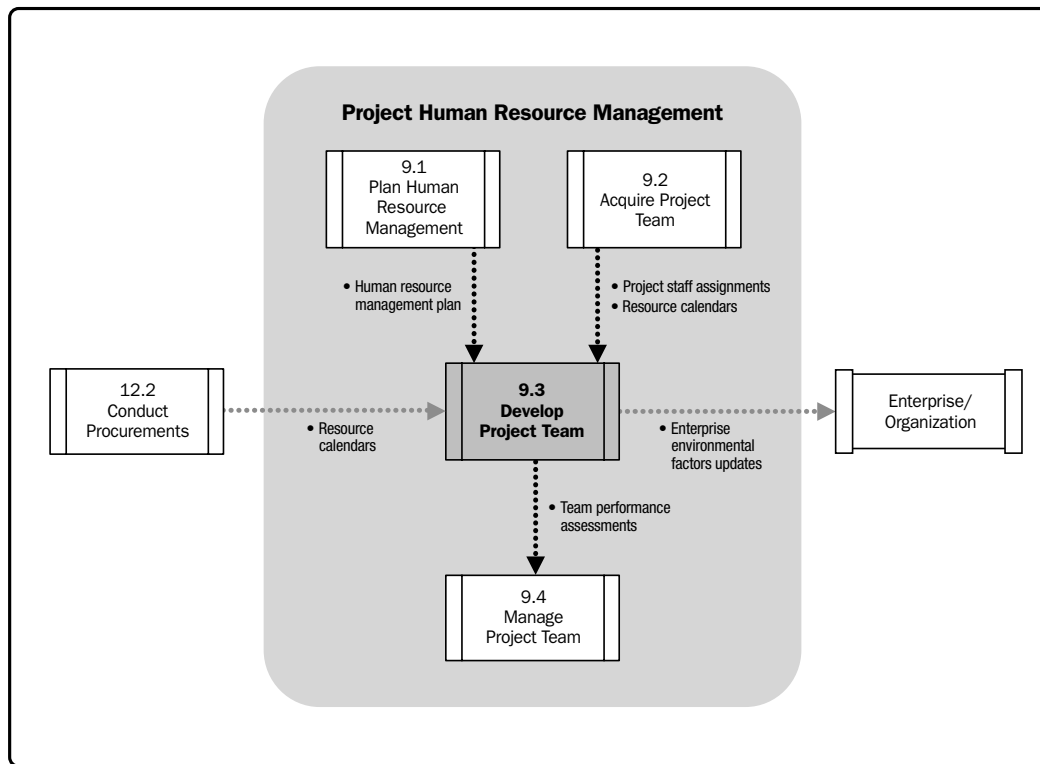 Project Human Resource Management
9.1
Plan Human
Resource
Management
9.2
Acquire Project
Team
• Human resource
management plan
• Project staff assignments
• Resource calendars
12.2
Conduct
Procurements
• Resource
calendars
9.3
Develop
Project Team
• Enterprise
environmental
factors updates
Enterprise/
Organization
• Team performance
assessments
9.4
Manage
Project Team